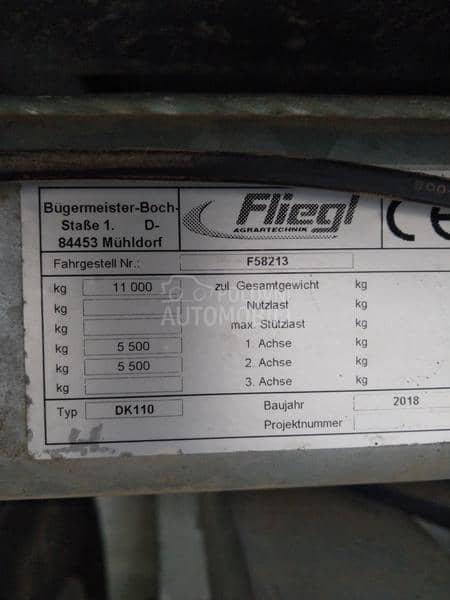 Bügermeister-Boch-
Staße 1. D-
84453 Mühldorf
Fliegl
AGRARTECHNIK
CE
Fahrgestell Nr.: F58213
kg 11 000 zul. Gesamtgewicht kg
kg Nutzlast kg
kg max. Stützlast kg
kg 5 500 1. Achse kg
kg 5 500 2. Achse kg
kg 3. Achse kg
Typ DK110 Baujahr 2018
Projektnummer
POLOVNI
AUTOMOBILI